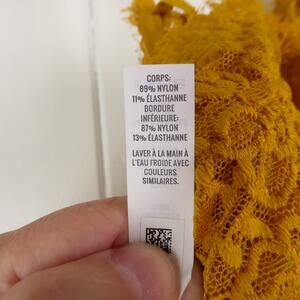 CORPS:
89% NYLON
11% ÉLASTHANNE
BORDURE
INFÉRIEURE:
87% NYLON
13% ÉLASTHANNE
LAVER À LA MAIN À
L'EAU FROIDE AVEC
COULEURS
SIMILAIRES.